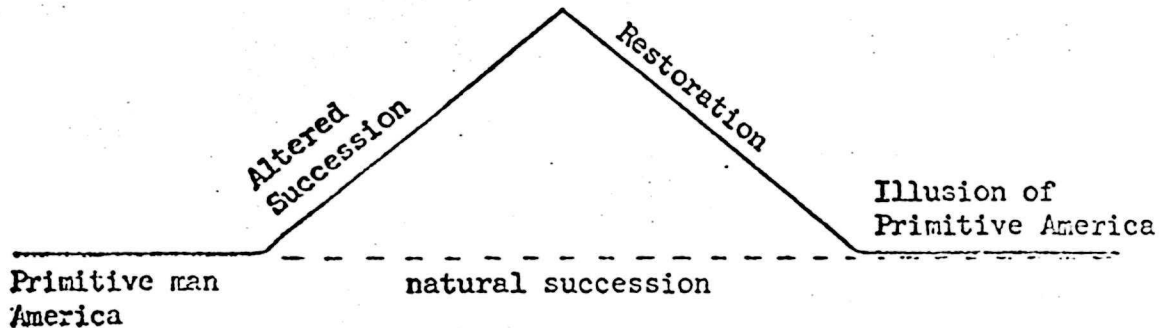 Altered
Succession
Restoration
Illusion of
Primitive America
Primitive man
America
natural succession